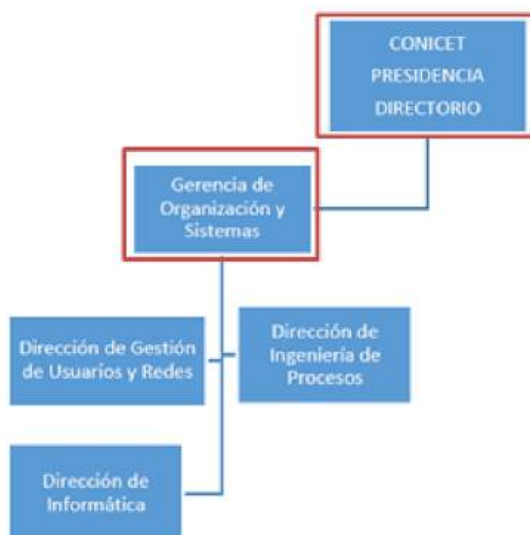 CONICET
PRESIDENCIA
DIRECTORIO
Gerencia de
Organización y
Sistemas
Dirección de Gestión
de Usuarios y Redes
Dirección de
Ingeniería de
Procesos
Dirección de
Informática